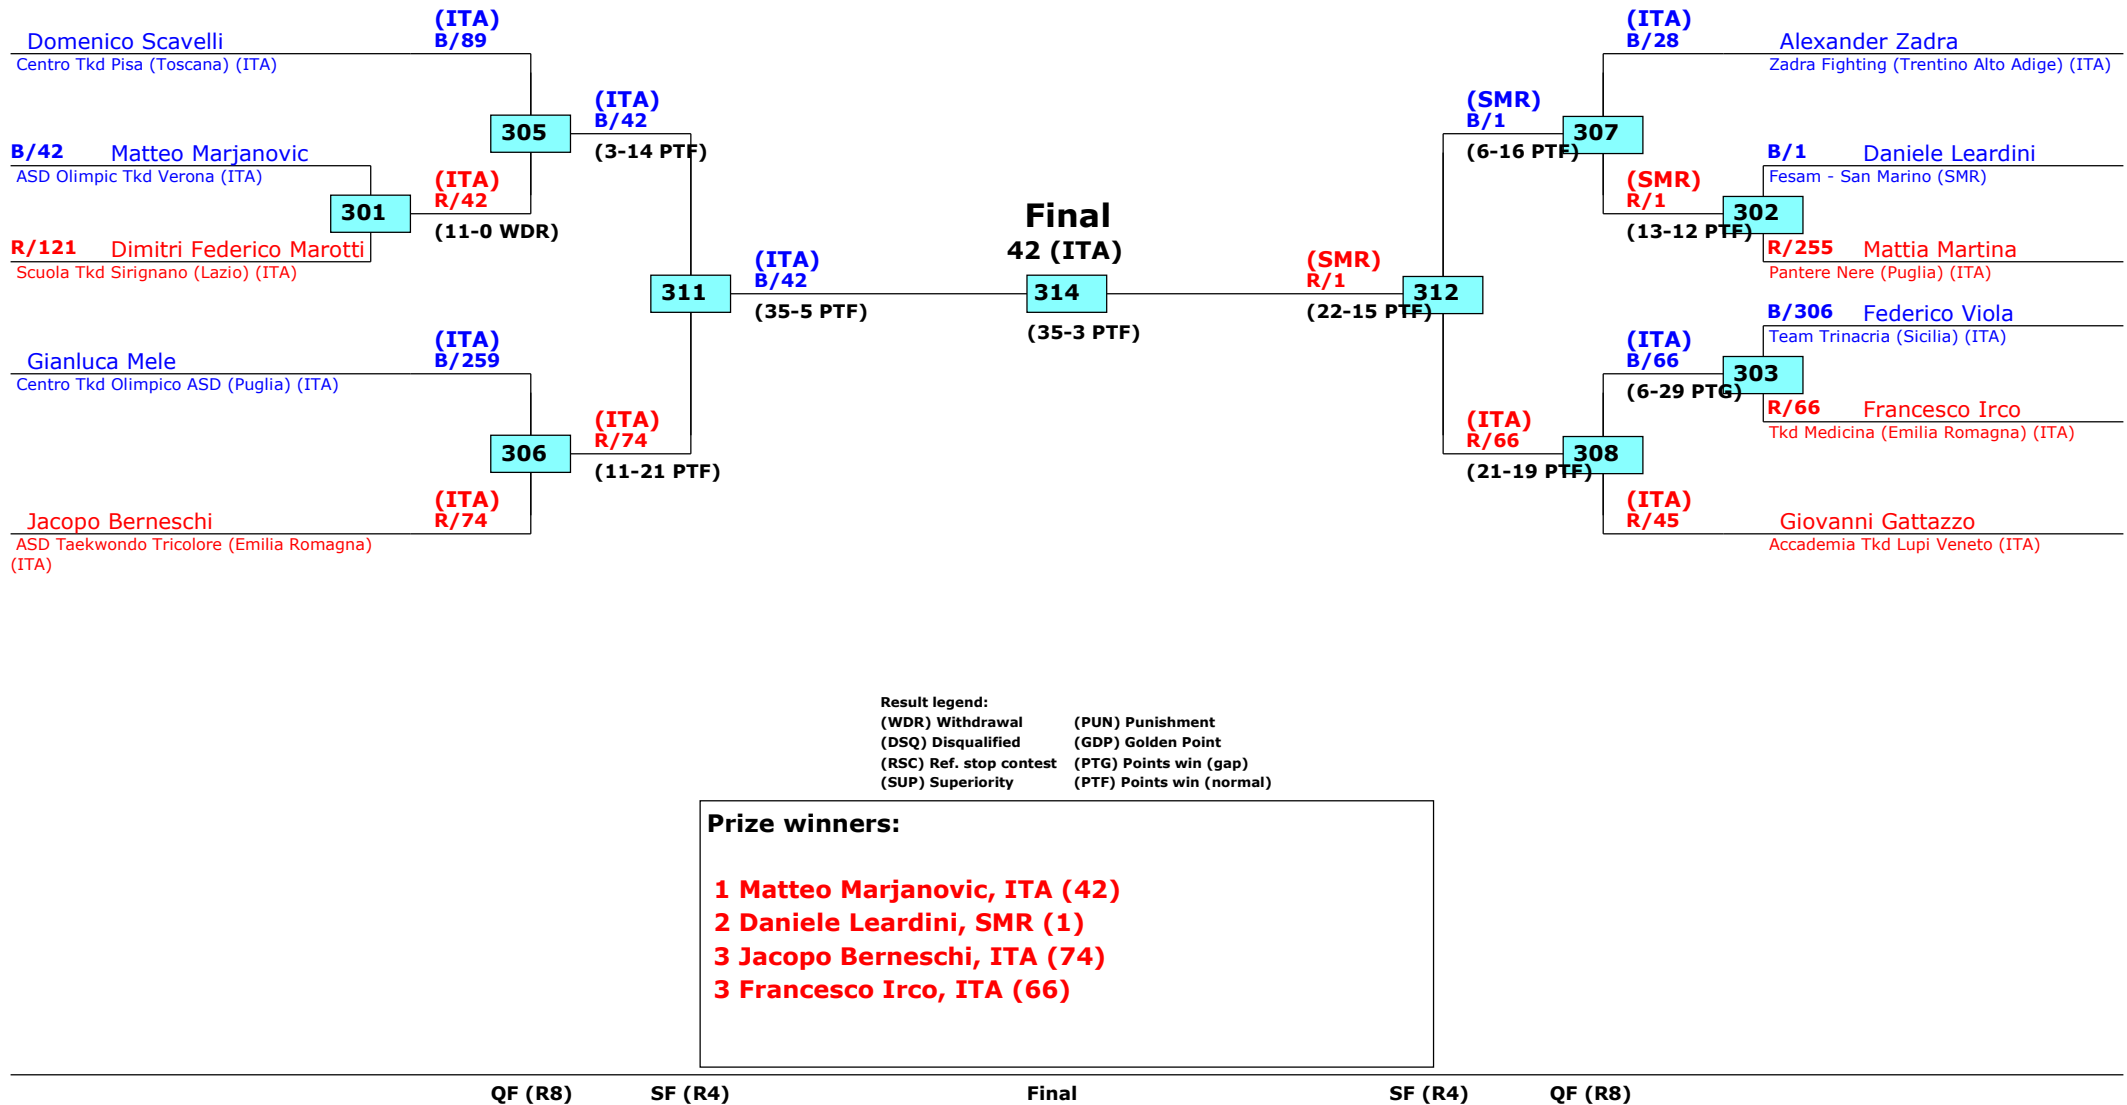 (ITA)
B/89
Domenico Scavelli
Centro Tkd Pisa (Toscana) (ITA)
305
(ITA)
B/42
(3-14 PTF)
B/42 Matteo Marjanovic
ASD Olimpic Tkd Verona (ITA)
301
(ITA)
R/42
(11-0 WDR)
R/121 Dimitri Federico Marotti
Scuola Tkd Sirignano (Lazio) (ITA)
311
(ITA)
B/42
(35-5 PTF)
(ITA)
B/259
Gianluca Mele
Centro Tkd Olimpico ASD (Puglia) (ITA)
306
(ITA)
R/74
(11-21 PTF)
(ITA)
R/74
Jacopo Berneschi
ASD Taekwondo Tricolore (Emilia Romagna)
(ITA)
Final
42 (ITA)
314
(35-3 PTF)
(ITA)
B/28
Alexander Zadra
Zadra Fighting (Trentino Alto Adige) (ITA)
(SMR)
B/1
307
(6-16 PTF)
B/1 Daniele Leardini
Fesam - San Marino (SMR)
(SMR)
R/1
302
(13-12 PTF)
R/255 Mattia Martina
Pantere Nere (Puglia) (ITA)
(SMR)
R/1
312
(22-15 PTF)
B/306 Federico Viola
Team Trinacria (Sicilia) (ITA)
(ITA)
B/66
303
(6-29 PTG)
R/66 Francesco Irco
Tkd Medicina (Emilia Romagna) (ITA)
(ITA)
R/66
308
(21-19 PTF)
(ITA)
R/45
Giovanni Gattazzo
Accademia Tkd Lupi Veneto (ITA)
Result legend:
(WDR) Withdrawal (PUN) Punishment
(DSQ) Disqualified (GDP) Golden Point
(RSC) Ref. stop contest (PTG) Points win (gap)
(SUP) Superiority (PTF) Points win (normal)
Prize winners:
1 Matteo Marjanovic, ITA (42)
2 Daniele Leardini, SMR (1)
3 Jacopo Berneschi, ITA (74)
3 Francesco Irco, ITA (66)
QF (R8) SF (R4) Final SF (R4) QF (R8)